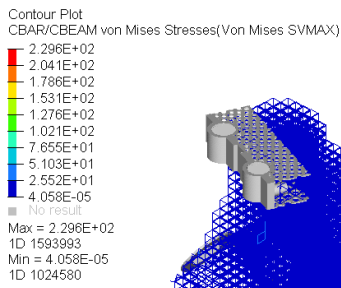 Contour Plot
CBAR/CBEAM von Mises Stresses(Von Mises SVMAX)
2.296E+02
2.041E+02
1.786E+02
1.531E+02
1.276E+02
1.021E+02
7.655E+01
5.103E+01
2.552E+01
4.058E-05
No result
Max = 2.296E+02
1D 1593993
Min = 4.058E-05
1D 1024580